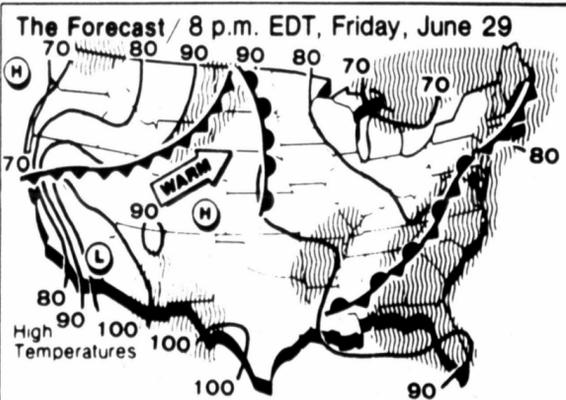 The Forecast / 8 p.m. EDT, Friday, June 29
70 80 90 90 80 70 70
H
70
WARM
80
90 H
L
80 90 100 100
High
Temperatures
100
90